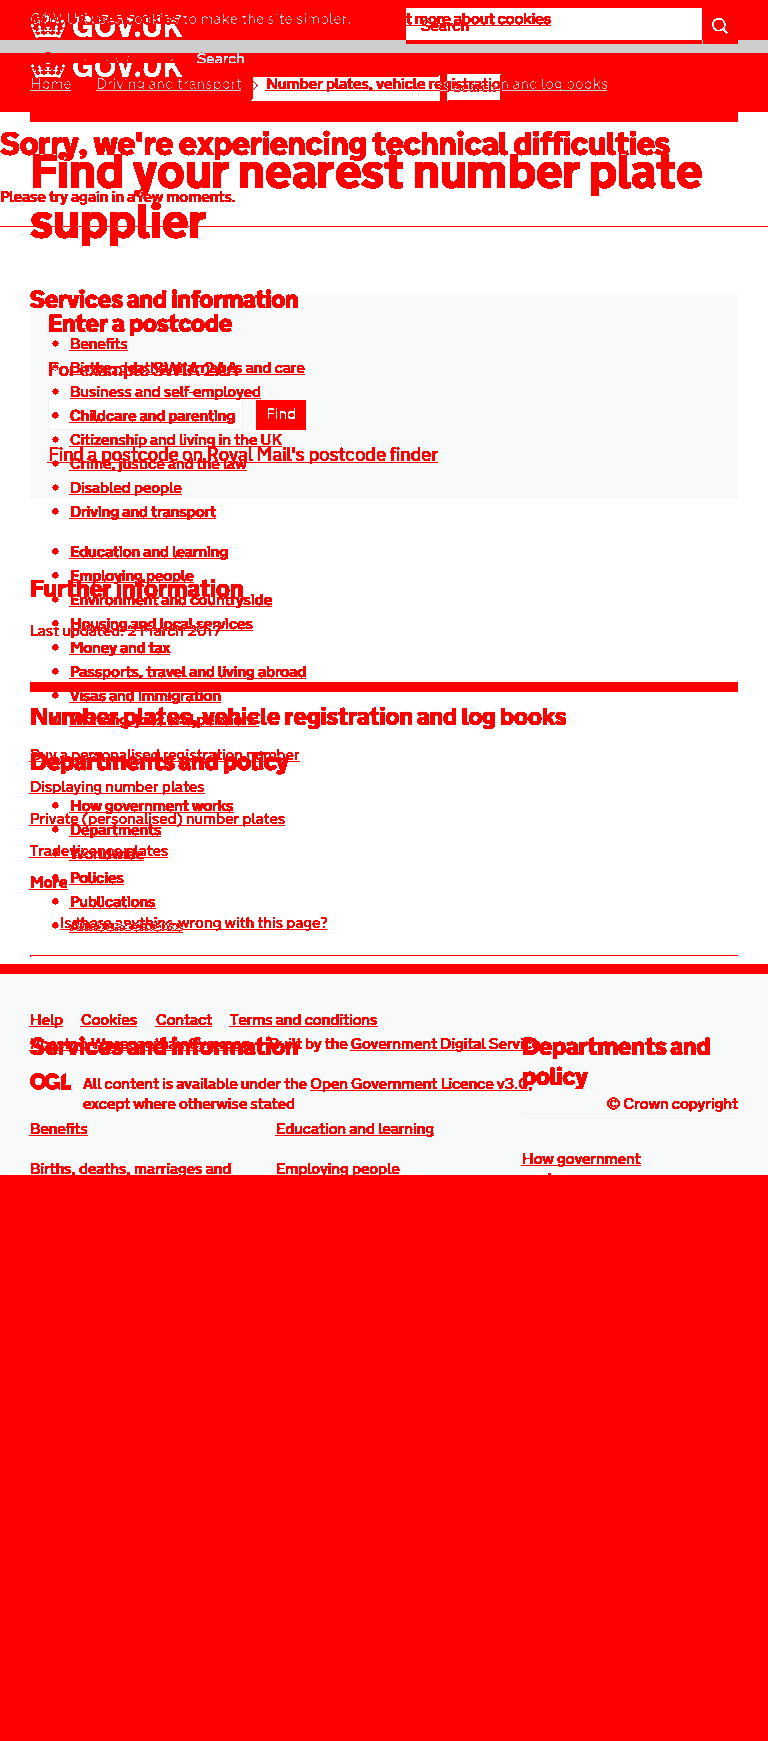 GOV.UK uses cookies to make the site simpler. t more about cookies
GOV.UK
Search
Search
GOV.UK
Home Driving and transport Number plates, vehicle registration and log books
Sorry, we're experiencing technical difficulties
Find your nearest number plate
supplier
Please try again in a few moments.
Services and information
Enter a postcode
Benefits
For example SW1A 2AA
Births, deaths, marriages and care
Business and self-employed
Childcare and parenting
Find
Citizenship and living in the UK
Find a postcode on Royal Mail's postcode finder
Crime, justice and the law
Disabled people
Driving and transport
Education and learning
Employing people
Further information
Environment and countryside
Housing and local services
Last updated: 21 March 2017
Money and tax
Passports, travel and living abroad
Visas and immigration
Number plates, vehicle registration and log books
Buy a personalised registration number
Departments and policy
Displaying number plates
How government works
Private (personalised) number plates
Departments
Trade licence plates
Worldwide
Policies
More
Publications
Is there anything wrong with this page?
Help Cookies Contact Terms and conditions
Built by the Government Digital Service
Services and information
Departments and
policy
OGL
All content is available under the Open Government Licence v3.0,
except where otherwise stated
© Crown copyright
Benefits
Education and learning
How government
Births, deaths, marriages and
Employing people